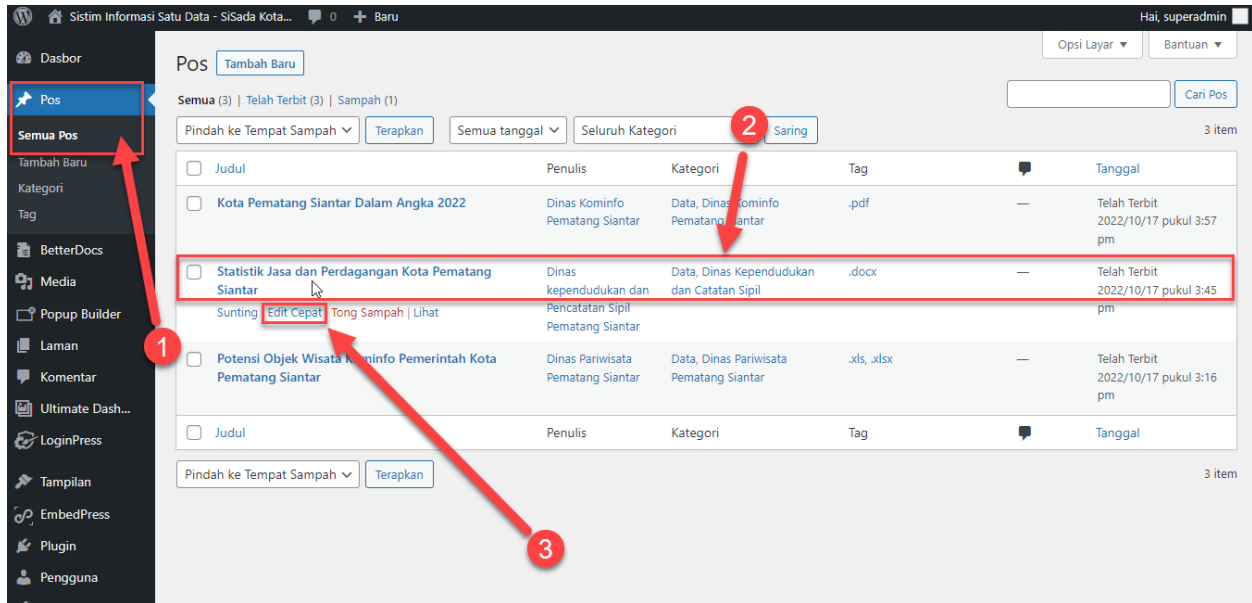 Sistim Informasi Satu Data - SiSada Kota... 0 + Baru Hai, superadmin
Opsi Layar Bantuan
Dasbor
Pos
Semua Pos
Tambah Baru
Kategori
Tag
BetterDocs
Media
Popup Builder
Laman
Komentar
Ultimate Dash...
LoginPress
Tampilan
EmbedPress
Plugin
Pengguna
Pos Tambah Baru
Semua (3) | Telah Terbit (3) | Sampah (1)
Cari Pos
Pindah ke Tempat Sampah Terapkan Semua tanggal Seluruh Kategori Saring 3 item
Judul Penulis Kategori Tag Tanggal
Kota Pematang Siantar Dalam Angka 2022
Dinas Kominfo
Pematang Siantar
Data, Dinas Kominfo
Pematang Siantar
.pdf
—
Telah Terbit
2022/10/17 pukul 3:57
pm
Statistik Jasa dan Perdagangan Kota Pematang
Siantar
Sunting | Edit Cepat | Tong Sampah | Lihat
Dinas
kependudukan dan
Pencatatan Sipil
Pematang Siantar
Data, Dinas Kependudukan
dan Catatan Sipil
.docx
—
Telah Terbit
2022/10/17 pukul 3:45
pm
Potensi Objek Wisata Kominfo Pemerintah Kota
Pematang Siantar
Dinas Pariwisata
Pematang Siantar
Data, Dinas Pariwisata
Pematang Siantar
.xls, .xlsx
—
Telah Terbit
2022/10/17 pukul 3:16
pm
Judul Penulis Kategori Tag Tanggal
Pindah ke Tempat Sampah Terapkan 3 item
1
2
3